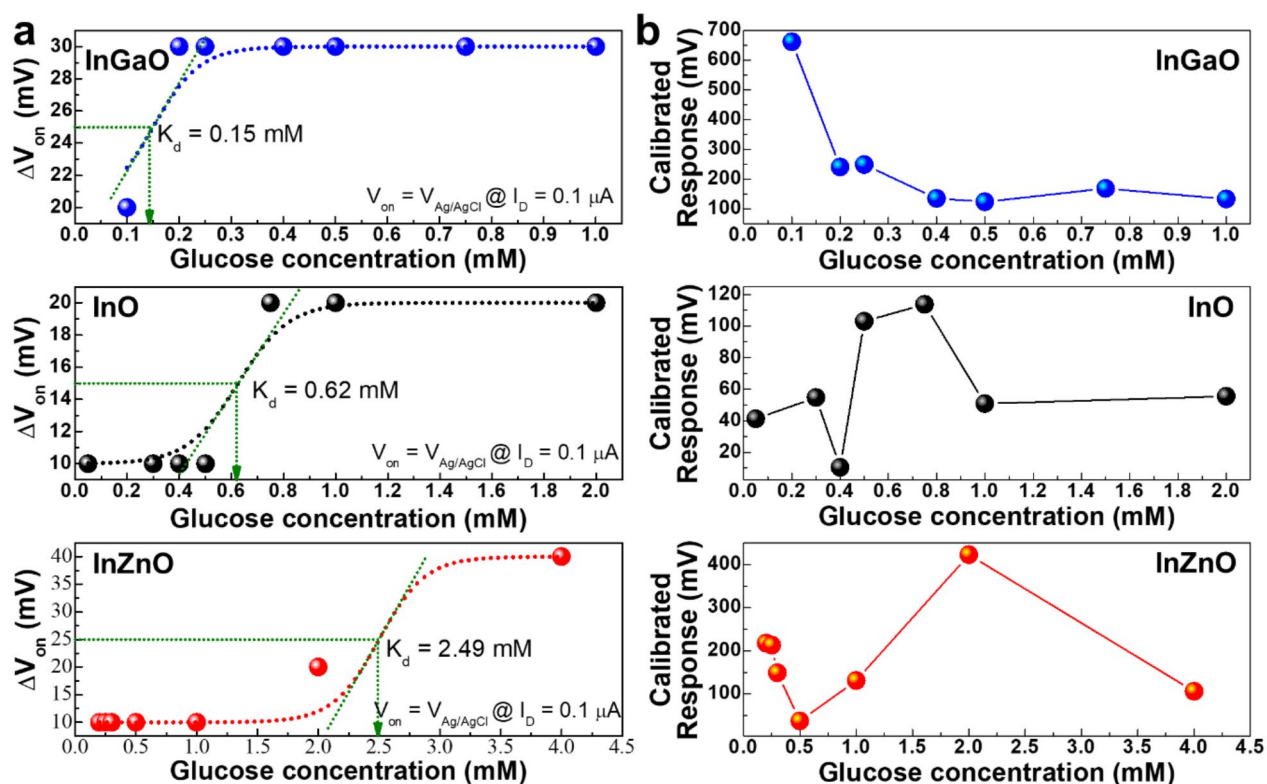 a
InGaO
ΔV_on (mV)
30
28
26
24
22
20
K_d = 0.15 mM
V_on = V_Ag/AgCl @ I_D = 0.1 μA
0.0 0.1 0.2 0.3 0.4 0.5 0.6 0.7 0.8 0.9 1.0
Glucose concentration (mM)
InO
ΔV_on (mV)
20
18
16
14
12
10
K_d = 0.62 mM
V_on = V_Ag/AgCl @ I_D = 0.1 μA
0.0 0.2 0.4 0.6 0.8 1.0 1.2 1.4 1.6 1.8 2.0
Glucose concentration (mM)
InZnO
ΔV_on (mV)
40
35
30
25
20
15
10
K_d = 2.49 mM
V_on = V_Ag/AgCl @ I_D = 0.1 μA
0.0 0.5 1.0 1.5 2.0 2.5 3.0 3.5 4.0 4.5
Glucose concentration (mM)
b
InGaO
Calibrated
Response (mV)
700
600
500
400
300
200
100
0.0 0.1 0.2 0.3 0.4 0.5 0.6 0.7 0.8 0.9 1.0
Glucose concentration (mM)
InO
Calibrated
Response (mV)
120
100
80
60
40
20
0
0.0 0.2 0.4 0.6 0.8 1.0 1.2 1.4 1.6 1.8 2.0
Glucose concentration (mM)
InZnO
Calibrated
Response (mV)
400
300
200
100
0
0.0 0.5 1.0 1.5 2.0 2.5 3.0 3.5 4.0 4.5
Glucose concentration (mM)